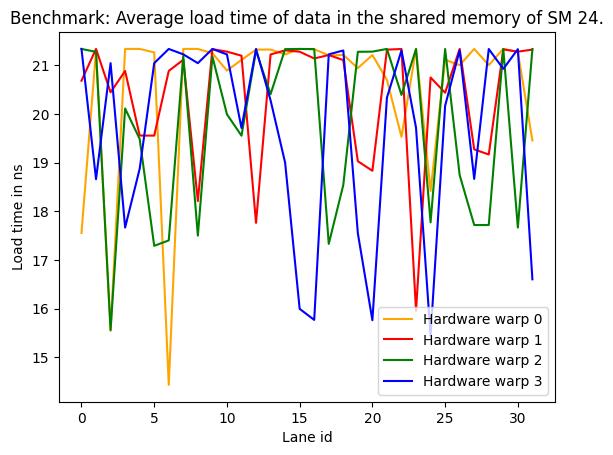 Benchmark: Average load time of data in the shared memory of SM 24.
Load time in ns
21
20
19
18
17
16
15
Hardware warp 0
Hardware warp 1
Hardware warp 2
Hardware warp 3
0
5
10
15
20
25
30
Lane id